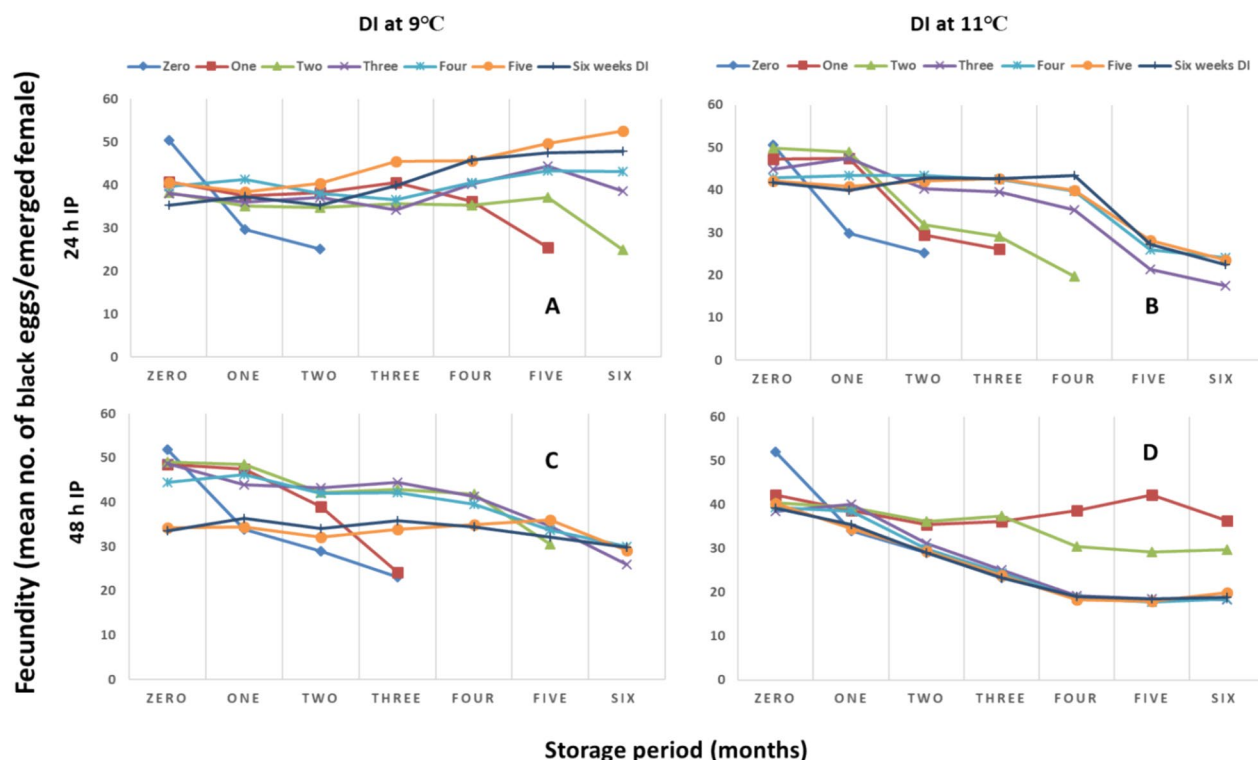 DI at 9℃
DI at 11℃
Zero One Two Three Four Five Six weeks DI
Zero One Two Three Four Five Six weeks DI
Fecundity (mean no. of black eggs/emerged female)
24 h IP
60
50
40
30
20
10
0
A
ZERO ONE TWO THREE FOUR FIVE SIX
60
50
40
30
20
10
0
B
ZERO ONE TWO THREE FOUR FIVE SIX
48 h IP
60
50
40
30
20
10
0
C
ZERO ONE TWO THREE FOUR FIVE SIX
60
50
40
30
20
10
0
D
ZERO ONE TWO THREE FOUR FIVE SIX
Storage period (months)